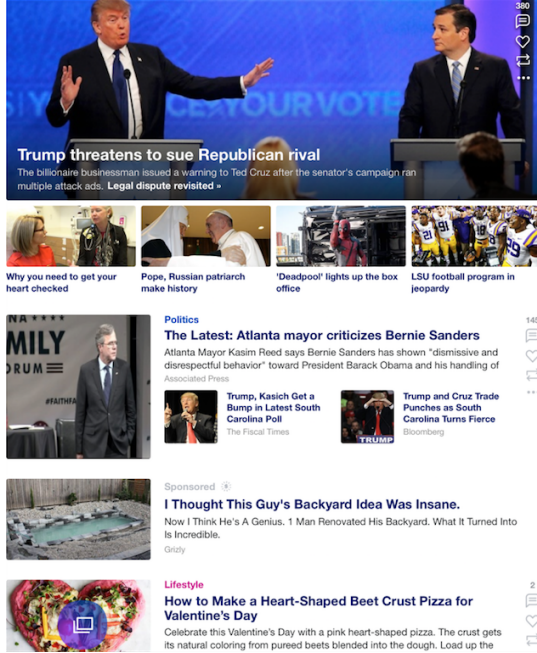 380
Trump threatens to sue Republican rival
The billionaire businessman issued a warning to Ted Cruz after the senator's campaign ran
multiple attack ads. Legal dispute revisited »
Why you need to get your
heart checked
Pope, Russian patriarch
make history
'Deadpool' lights up the box
office
LSU football program in
jeopardy
Politics
145
The Latest: Atlanta mayor criticizes Bernie Sanders
Atlanta Mayor Kasim Reed says Bernie Sanders has shown "dismissive and
disrespectful behavior" toward President Barack Obama and his handling of
Associated Press
Trump, Kasich Get a
Bump in Latest South
Carolina Poll
The Fiscal Times
Trump and Cruz Trade
Punches as South
Carolina Turns Fierce
Bloomberg
TRUMP
MILY
ORUM
#FAITHFA
Sponsored
I Thought This Guy's Backyard Idea Was Insane.
Now I Think He's A Genius. 1 Man Renovated His Backyard. What It Turned Into
Is Incredible.
Grizly
Lifestyle
2
How to Make a Heart-Shaped Beet Crust Pizza for
Valentine's Day
Celebrate this Valentine's Day with a pink heart-shaped pizza. The crust gets
its natural coloring from pureed beets blended into the dough. Load up the